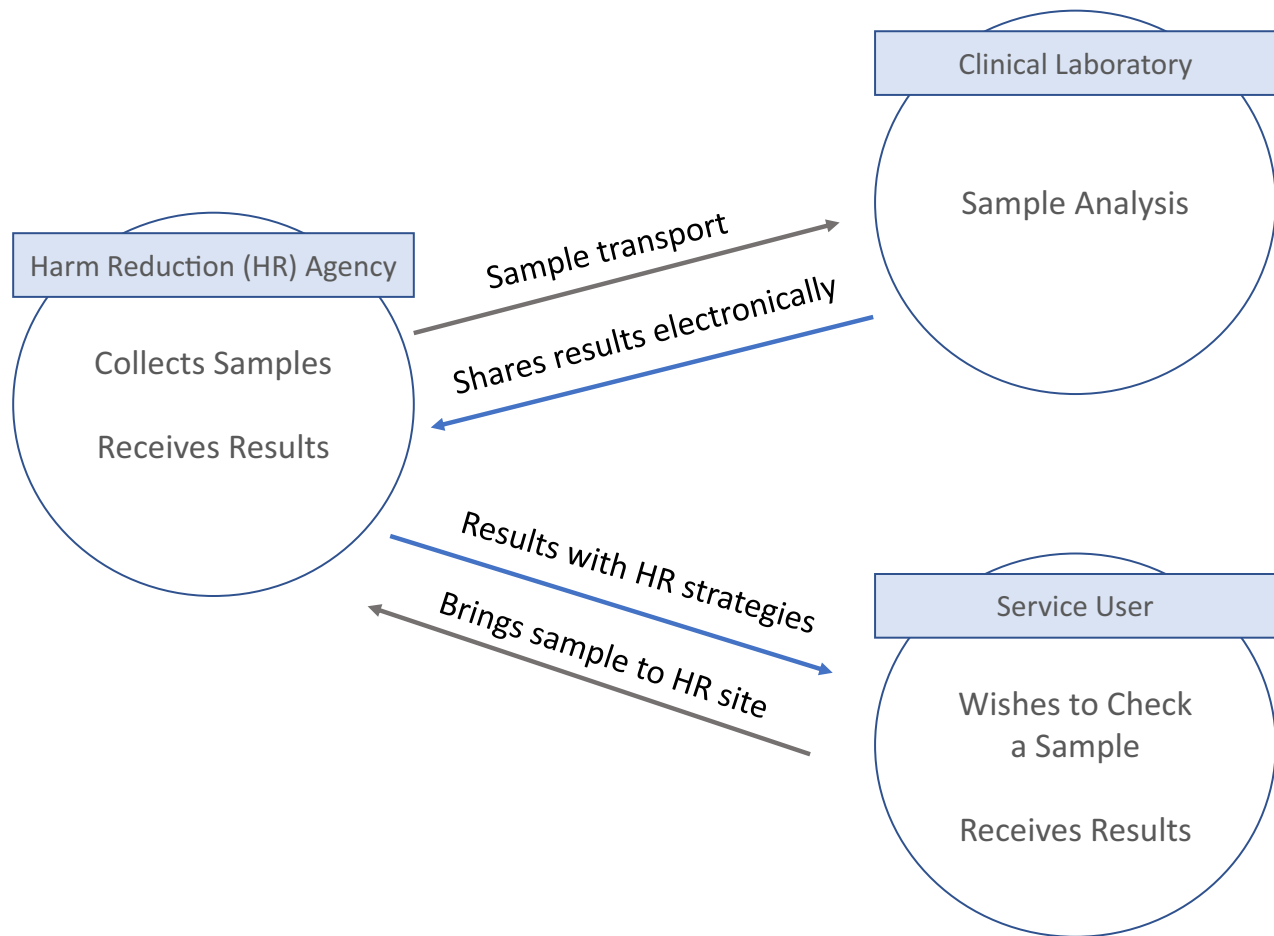 Clinical Laboratory
Sample Analysis
Harm Reduction (HR) Agency
Collects Samples
Receives Results
Sample transport
Shares results electronically
Results with HR strategies
Brings sample to HR site
Service User
Wishes to Check
a Sample
Receives Results